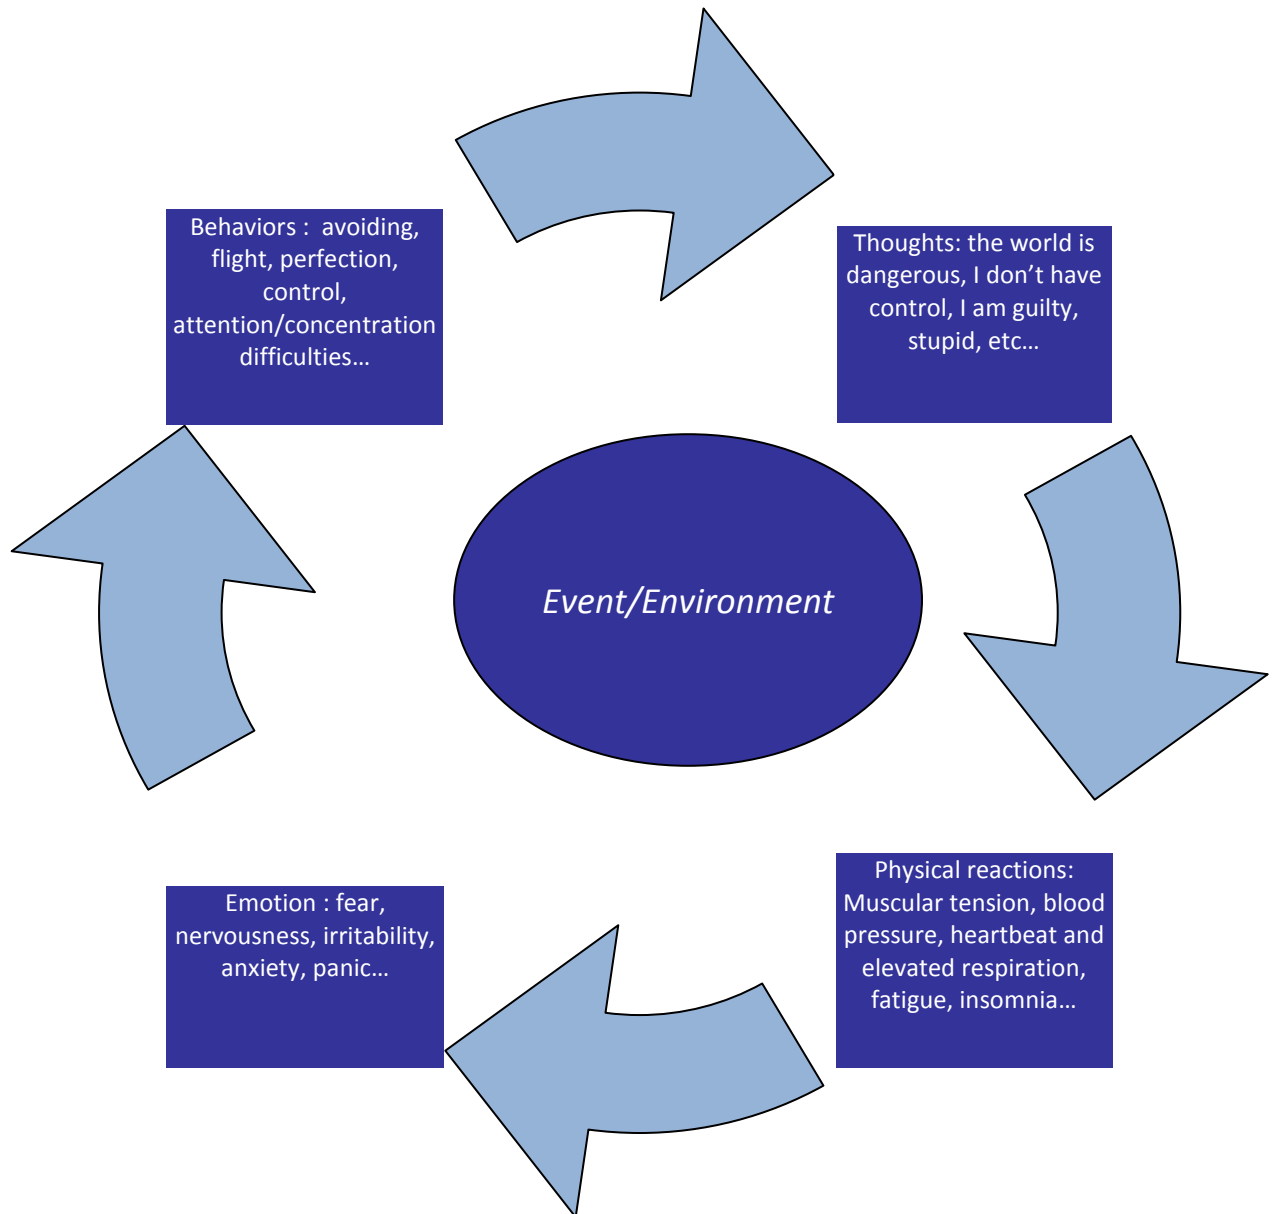 Behaviors :  avoiding,
flight, perfection,
control,
attention/concentration
difficulties…
Thoughts: the world is
dangerous, I don’t have
control, I am guilty,
stupid, etc…
Event/Environment
Emotion : fear,
nervousness, irritability,
anxiety, panic…
Physical reactions:
Muscular tension, blood
pressure, heartbeat and
elevated respiration,
fatigue, insomnia…